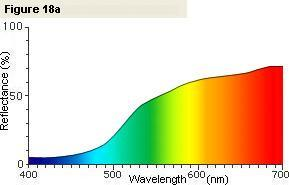 Figure 18a
100
50
0
Reflectance (%)
400 500 600 700
Wavelength (nm)